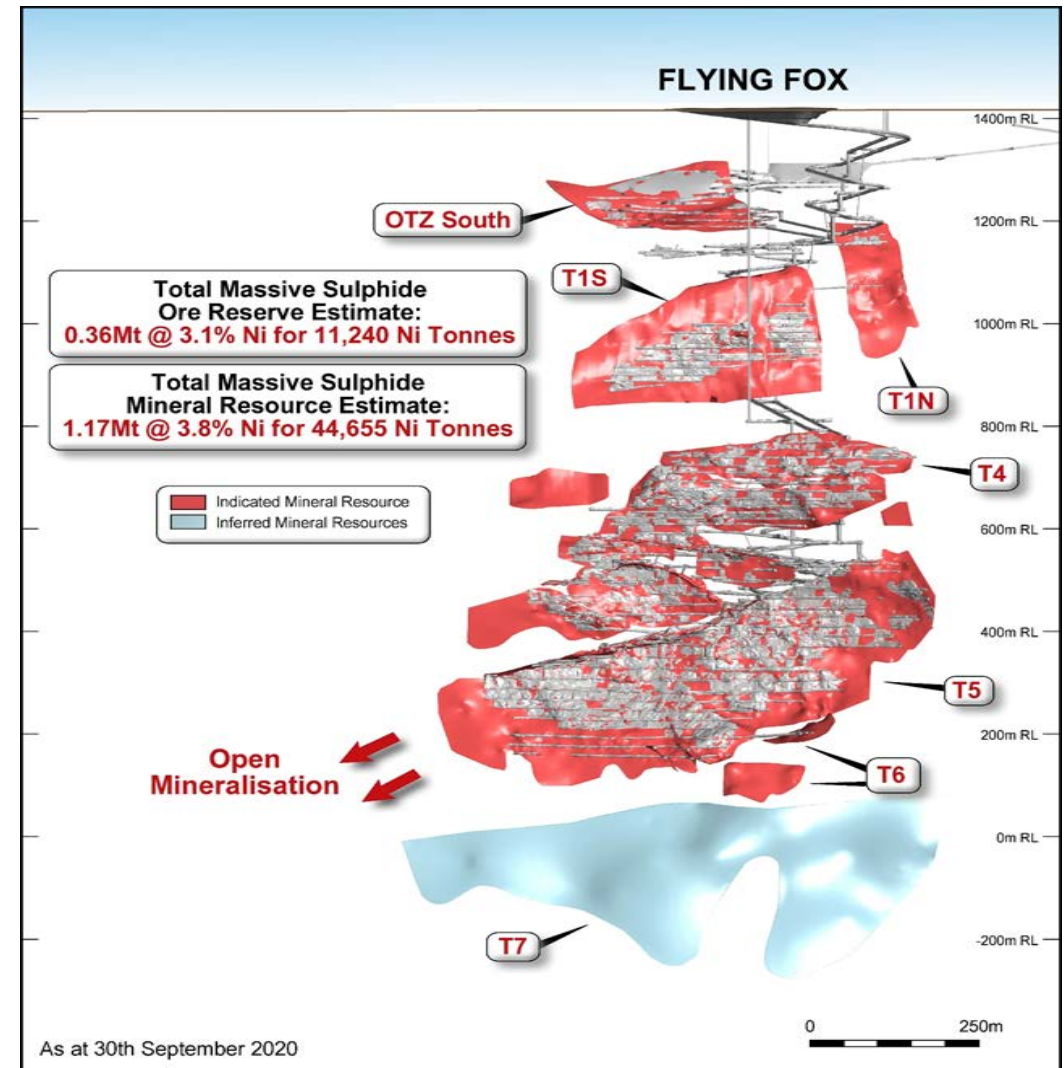 FLYING FOX
1400m RL
OTZ South
1200m RL
T1S
Total Massive Sulphide
Ore Reserve Estimate:
0.36Mt @ 3.1% Ni for 11,240 Ni Tonnes
1000m RL
Total Massive Sulphide
Mineral Resource Estimate:
1.17Mt @ 3.8% Ni for 44,655 Ni Tonnes
T1N
800m RL
T4
Indicated Mineral Resource
Inferred Mineral Resources
600m RL
400m RL
T5
200m RL
Open
Mineralisation
T6
0m RL
T7
-200m RL
0 250m
As at 30th September 2020